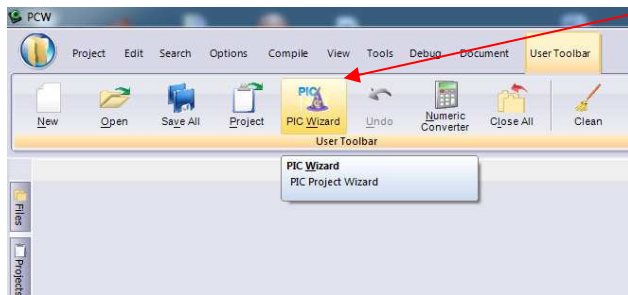 PCW
Project Edit Search Options Compile View Tools Debug Document User Toolbar
New Open Save All Project PIC Wizard Undo Numeric Converter Close All Clean
User Toolbar
PIC Wizard
PIC Project Wizard
Files
Projects